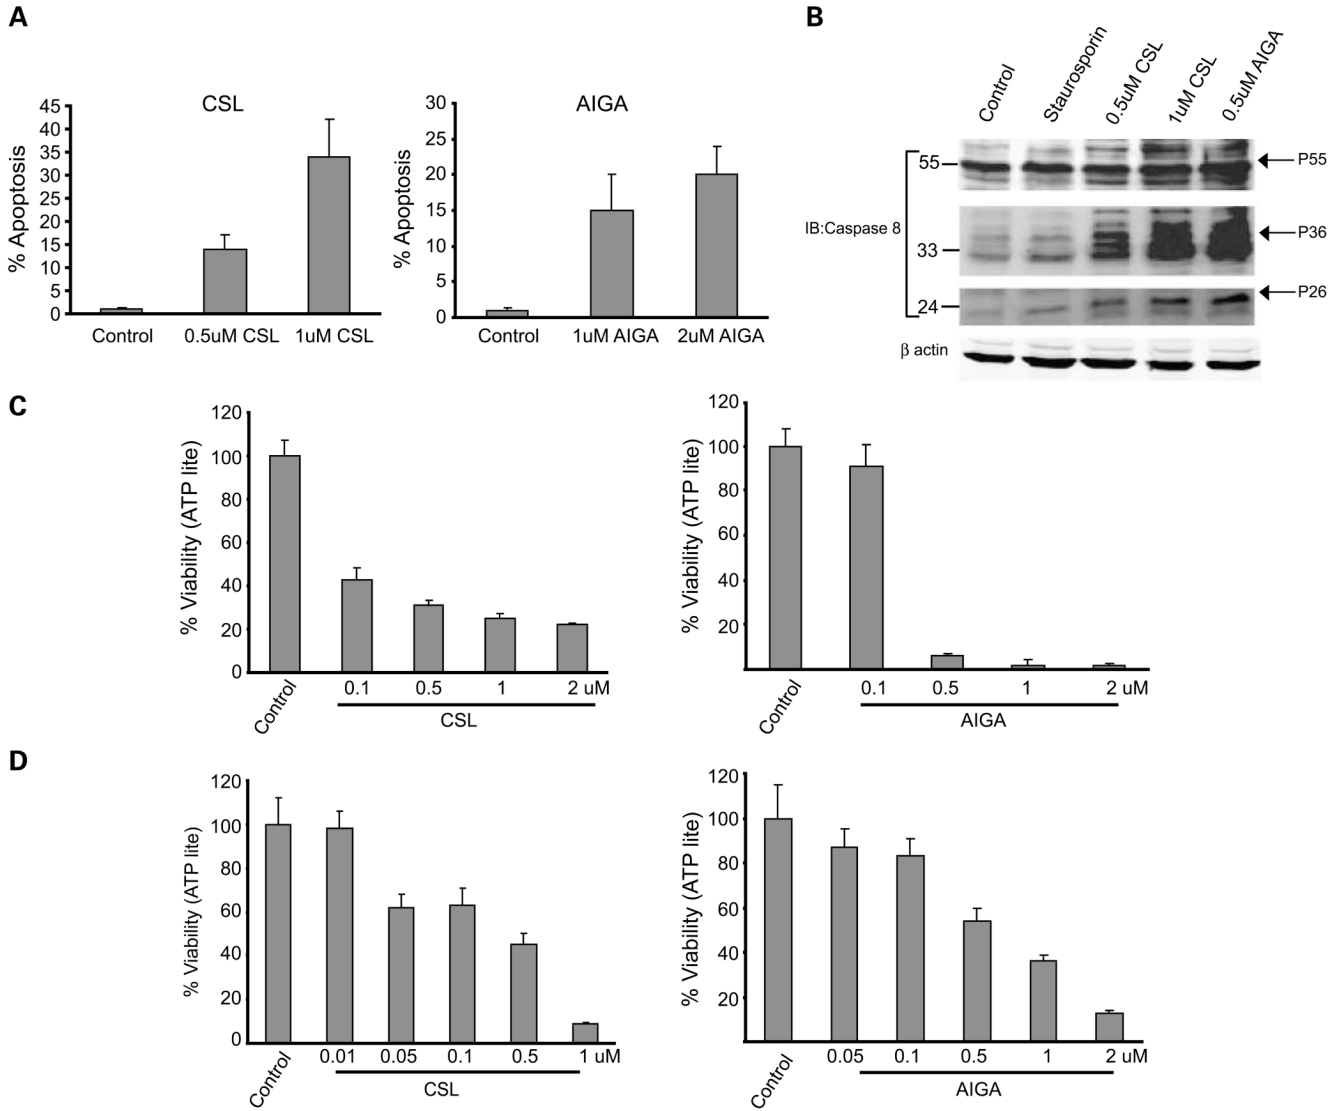 A
CSL
% Apoptosis
45
40
35
30
25
20
15
10
5
0
Control
0.5uM CSL
1uM CSL
AIGA
% Apoptosis
30
25
20
15
10
5
0
Control
1uM AIGA
2uM AIGA
B
Control
Staurosporin
0.5uM CSL
1uM CSL
0.5uM AIGA
IB:Caspase 8
55
33
24
P55
P36
P26
β actin
C
% Viability (ATP lite)
120
100
80
60
40
20
0
Control
0.1
0.5
1
2 uM
CSL
% Viability (ATP lite)
120
100
80
60
40
20
Control
0.1
0.5
1
2 uM
AIGA
D
% Viability (ATP lite)
120
100
80
60
40
20
0
Control
0.01
0.05
0.1
0.5
1 uM
CSL
% Viability (ATP lite)
120
100
80
60
40
20
Control
0.05
0.1
0.5
1
2 uM
AIGA